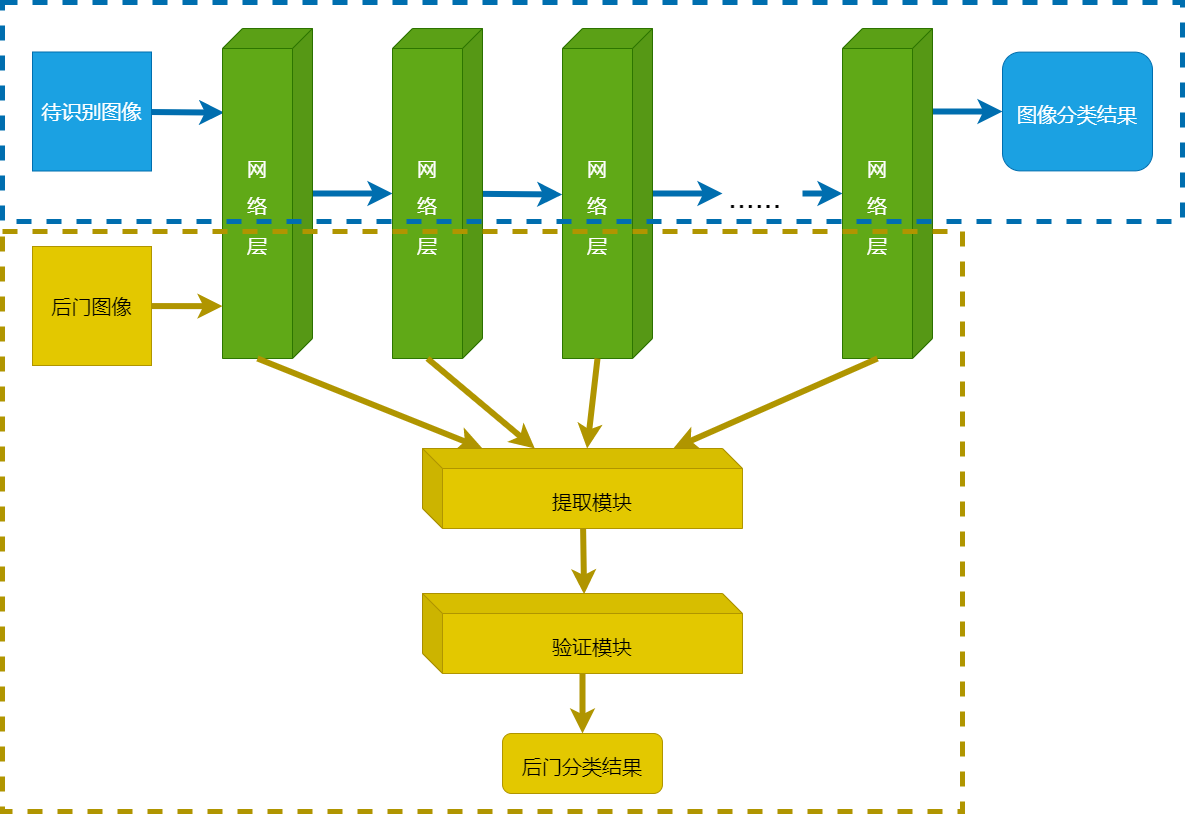 待识别图像
网
络
层
网
络
层
网
络
层
......
网
络
层
图像分类结果
后门图像
提取模块
验证模块
后门分类结果